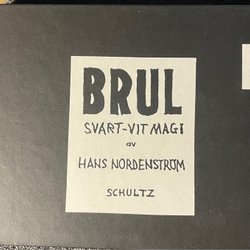 BRUL
SVART-VIT MAGI
av
HANS NORDENSTRÖM
SCHULTZ